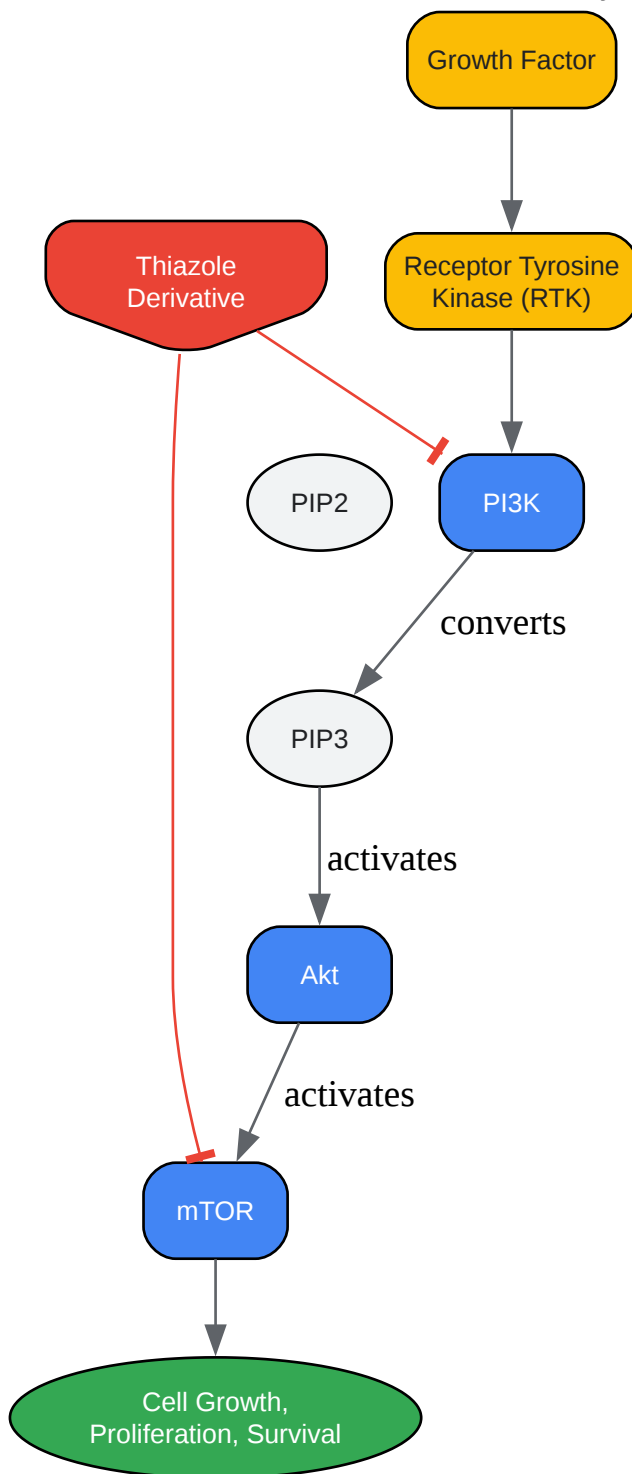 Growth Factor
Thiazole
Derivative
Receptor Tyrosine
Kinase (RTK)
PIP2
PI3K
converts
PIP3
activates
Akt
activates
mTOR
Cell Growth,
Proliferation, Survival